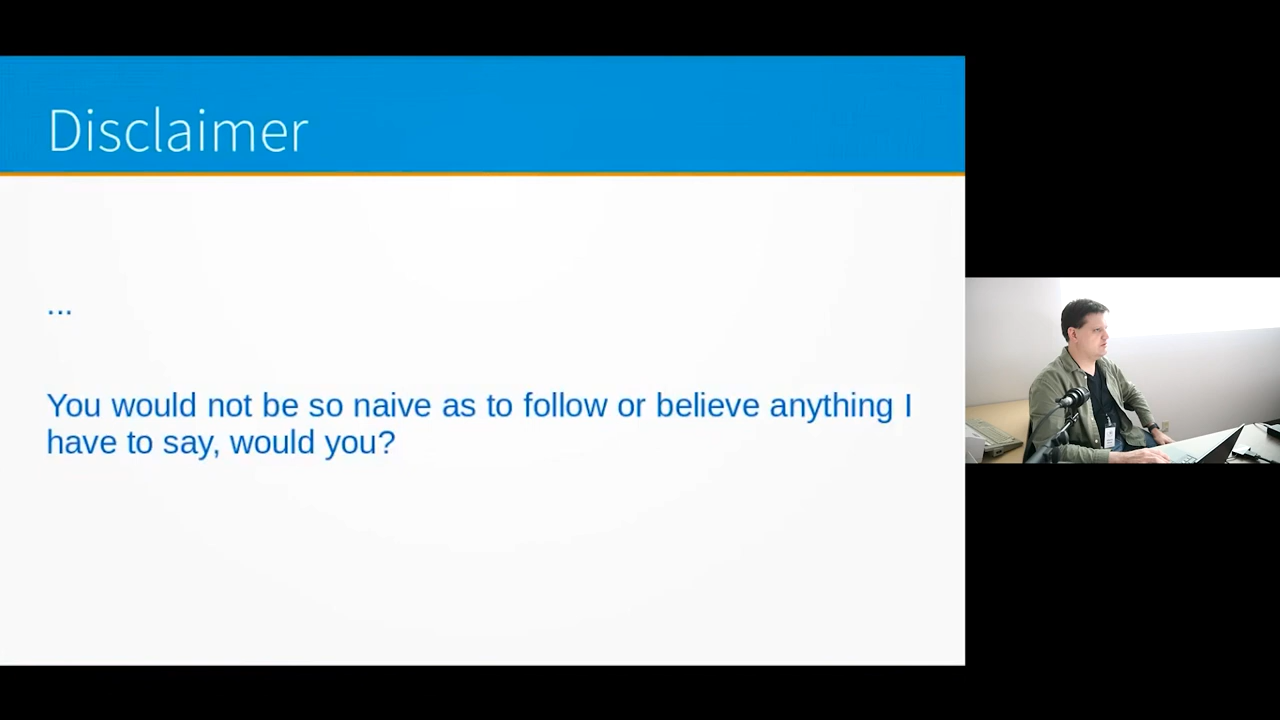 Disclaimer
...
You would not be so naive as to follow or believe anything I
have to say, would you?